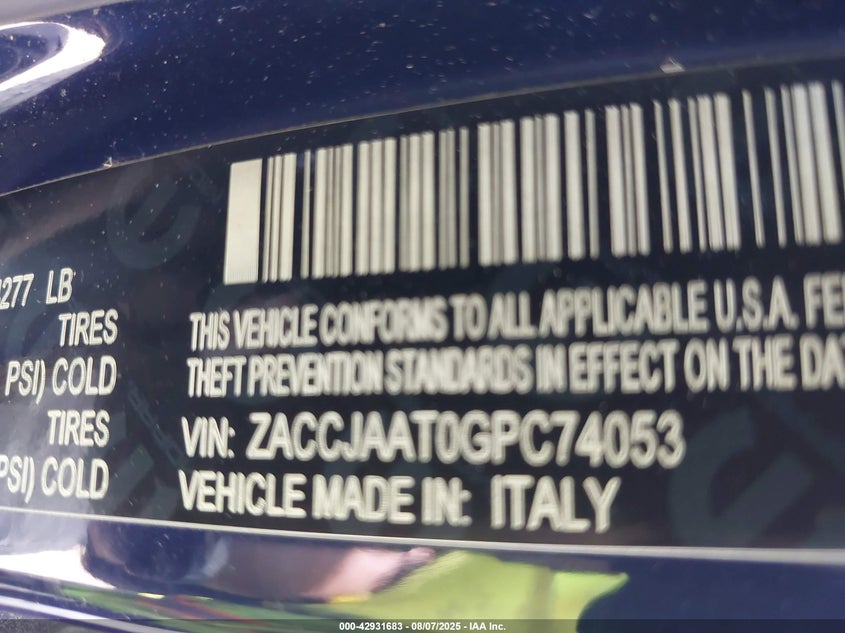 277 LB
TIRES
PSI) COLD
TIRES
PSI) COLD
THIS VEHICLE CONFORMS TO ALL APPLICABLE U.S.A. FE
THEFT PREVENTION STANDARDS IN EFFECT ON THE DA
VIN: ZACCJAAT0GPC74053
VEHICLE MADE IN: ITALY
000-42931683 - 08/07/2025 - IAA Inc.